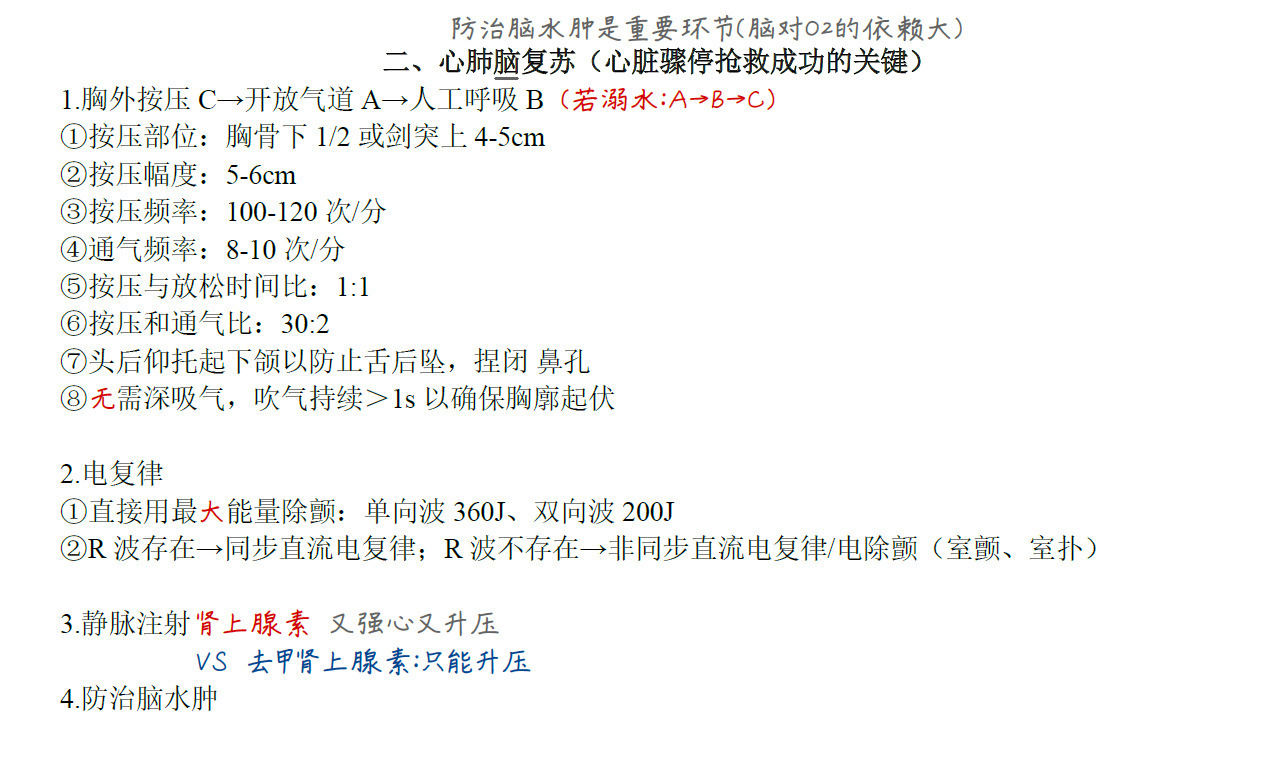 防治脑水肿是重要环节(脑对O2的依赖大)
二、心肺脑复苏（心脏骤停抢救成功的关键）
1.胸外按压 C→开放气道 A→人工呼吸 B（若溺水:A→B→C）
①按压部位：胸骨下 1/2 或剑突上 4-5cm
②按压幅度：5-6cm
③按压频率：100-120 次/分
④通气频率：8-10 次/分
⑤按压与放松时间比：1:1
⑥按压和通气比：30:2
⑦头后仰托起下颌以防止舌后坠，捏闭 鼻孔
⑧无需深吸气，吹气持续＞1s 以确保胸廓起伏
2.电复律
①直接用最大能量除颤：单向波 360J、双向波 200J
②R 波存在→同步直流电复律；R 波不存在→非同步直流电复律/电除颤（室颤、室扑）
3.静脉注射肾上腺素 又强心又升压
VS 去甲肾上腺素:只能升压
4.防治脑水肿